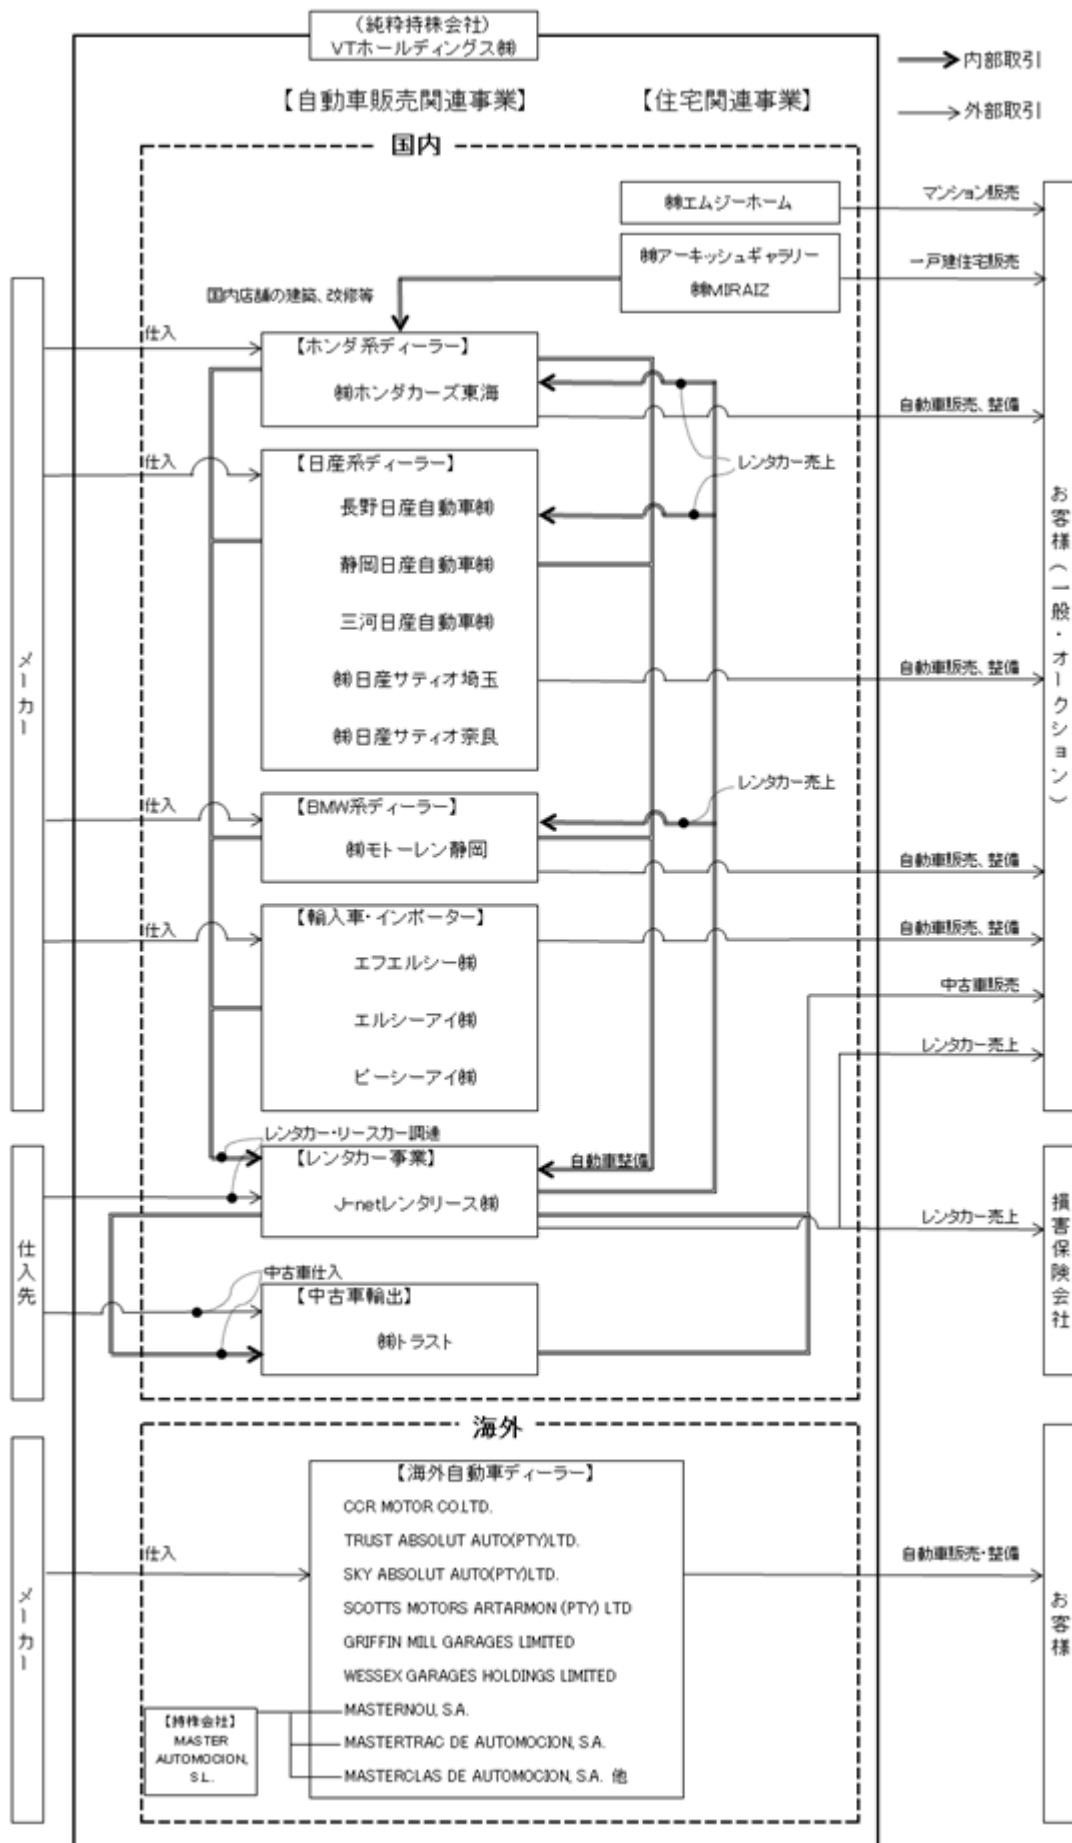 (純粋持株会社)
VTホールディングス㈱
内部取引
外部取引
【自動車販売関連事業】
【住宅関連事業】
国内
㈱エムジーホーム
マンション販売
㈱アーキッシュギャラリー
㈱MIRAIZ
一戸建住宅販売
国内店舗の建築、改修等
仕入
【ホンダ系ディーラー】
㈱ホンダカーズ東海
自動車販売、整備
レンタカー売上
仕入
【日産系ディーラー】
長野日産自動車㈱
静岡日産自動車㈱
三河日産自動車㈱
㈱日産サティオ埼玉
㈱日産サティオ奈良
自動車販売、整備
メーカー
お客様(一般・オークション)
レンタカー売上
仕入
【BMW系ディーラー】
㈱モトーレン静岡
自動車販売、整備
仕入
【輸入車・インポーター】
エフエルシー㈱
エルシーアイ㈱
ピーシーアイ㈱
自動車販売、整備
中古車販売
レンタカー売上
レンタカー・リースカー調達
【レンタカー事業】
J-netレンタリース㈱
自動車整備
レンタカー売上
仕入先
損害保険会社
中古車仕入
【中古車輸出】
㈱トラスト
海外
【海外自動車ディーラー】
CCR MOTOR CO.LTD.
TRUST ABSOLUT AUTO(PTY)LTD.
SKY ABSOLUT AUTO(PTY)LTD.
SCOTTS MOTORS ARTARMON (PTY) LTD
GRIFFIN MILL GARAGES LIMITED
WESSEX GARAGES HOLDINGS LIMITED
MASTERNOU, S.A.
MASTERTRAC DE AUTOMOCION, S.A.
MASTERCLAS DE AUTOMOCION, S.A. 他
仕入
自動車販売・整備
メーカー
お客様
【持株会社】
MASTER
AUTOMOCION,
S.L.